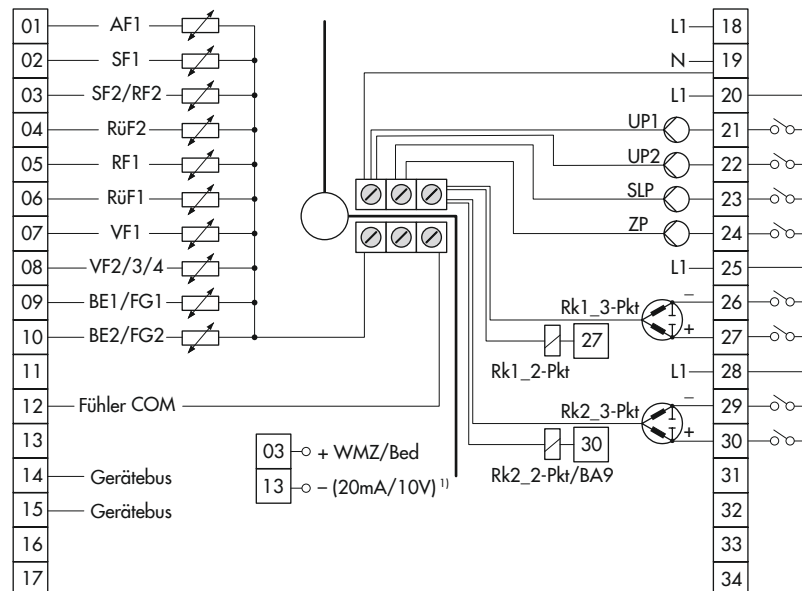 01 AF1 L1 18
02 SF1 N 19
03 SF2/RF2 L1 20
04 RüF2 UP1 21
05 RF1 UP2 22
06 RüF1 SLP 23
07 VF1 ZP 24
08 VF2/3/4 L1 25
09 BE1/FG1 Rk1_3-Pkt – 26
10 BE2/FG2 27 + 27
Rk1_2-Pkt
11 L1 28
12 Fühler COM Rk2_3-Pkt – 29
13 03 + WMZ/Bed 30 + 30
14 Gerätebus 13 – (20mA/10V) 1) Rk2_2-Pkt/BA9 31
15 Gerätebus 32
16 33
17 34